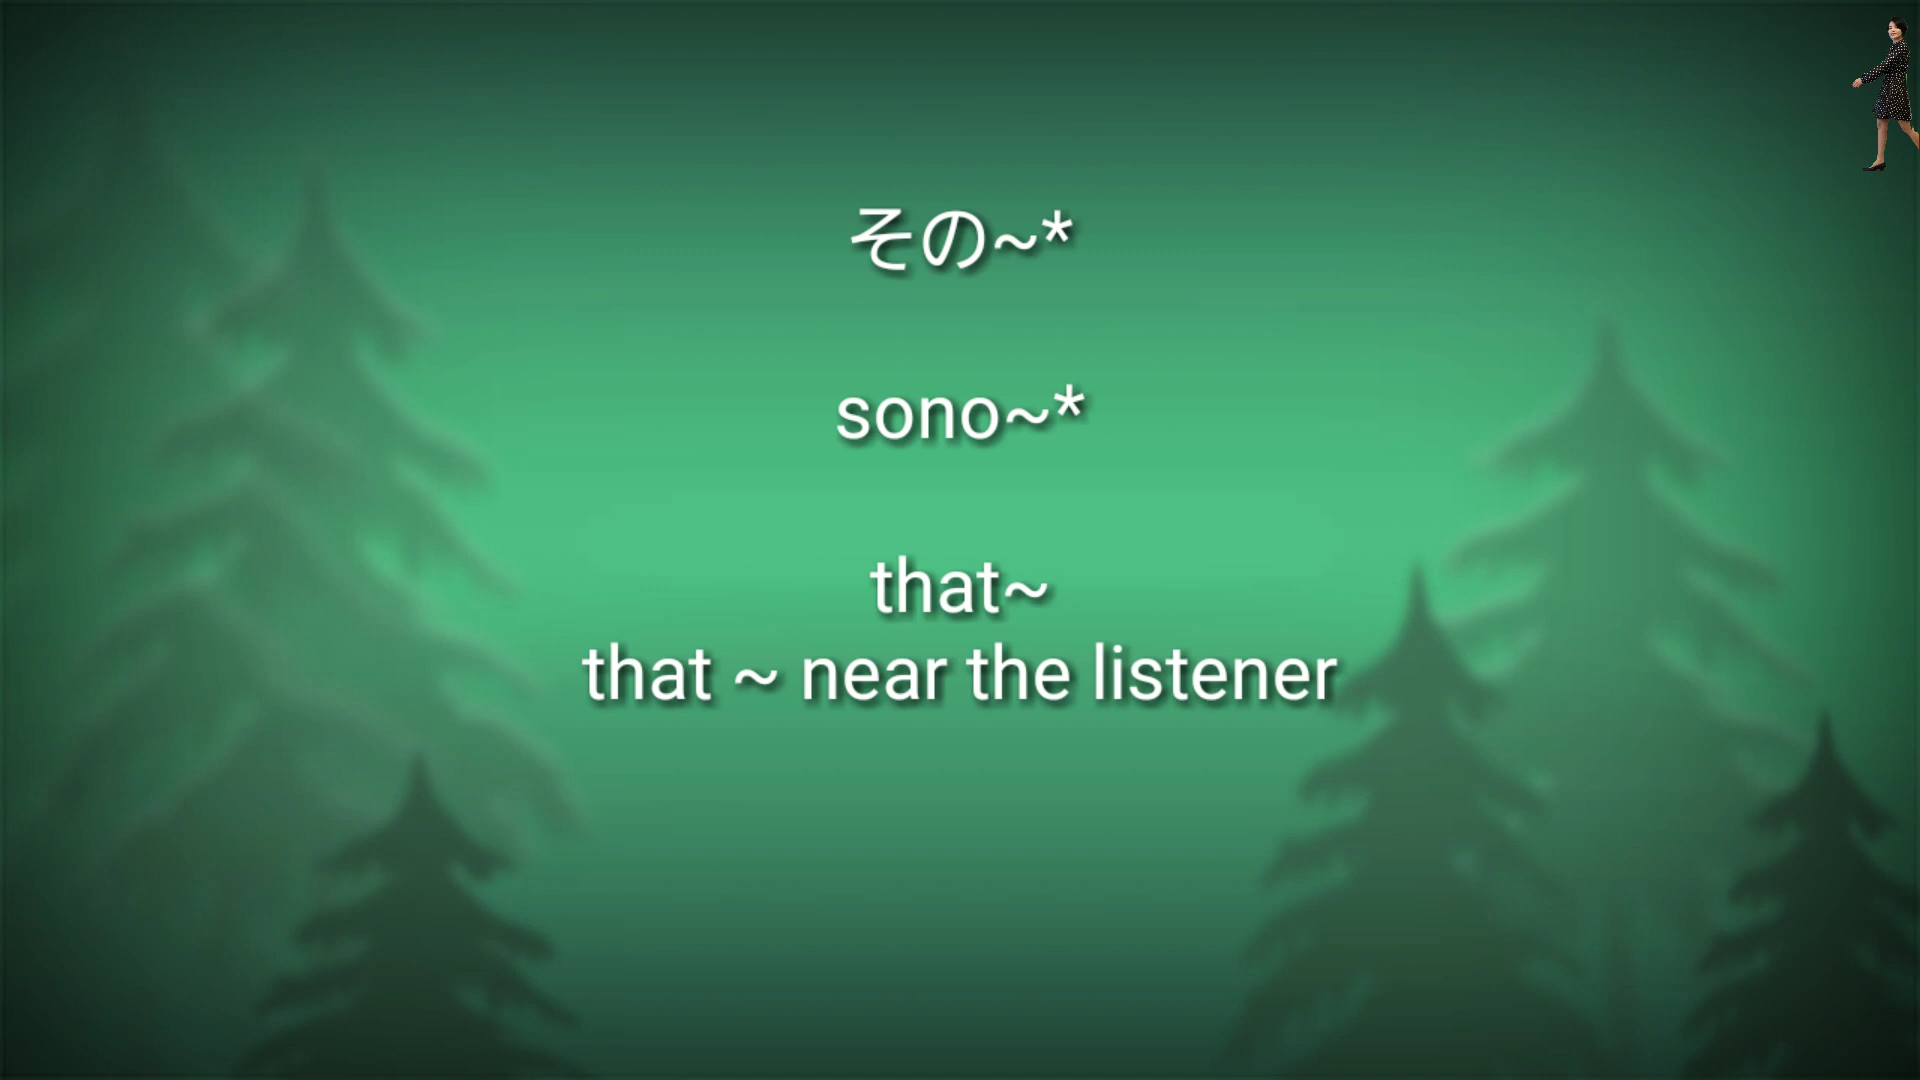 その~*
sono~*
that~
that ~ near the listener